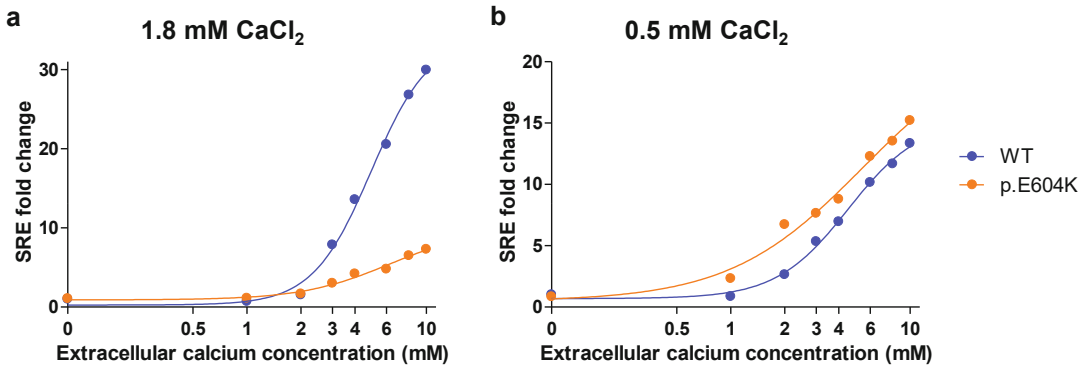 a
1.8 mM CaCl₂
SRE fold change
30
20
10
0
0 0.5 1 2 3 4 6 10
Extracellular calcium concentration (mM)
b
0.5 mM CaCl₂
SRE fold change
20
15
10
5
0
0 0.5 1 2 3 4 6 10
Extracellular calcium concentration (mM)
WT
p.E604K